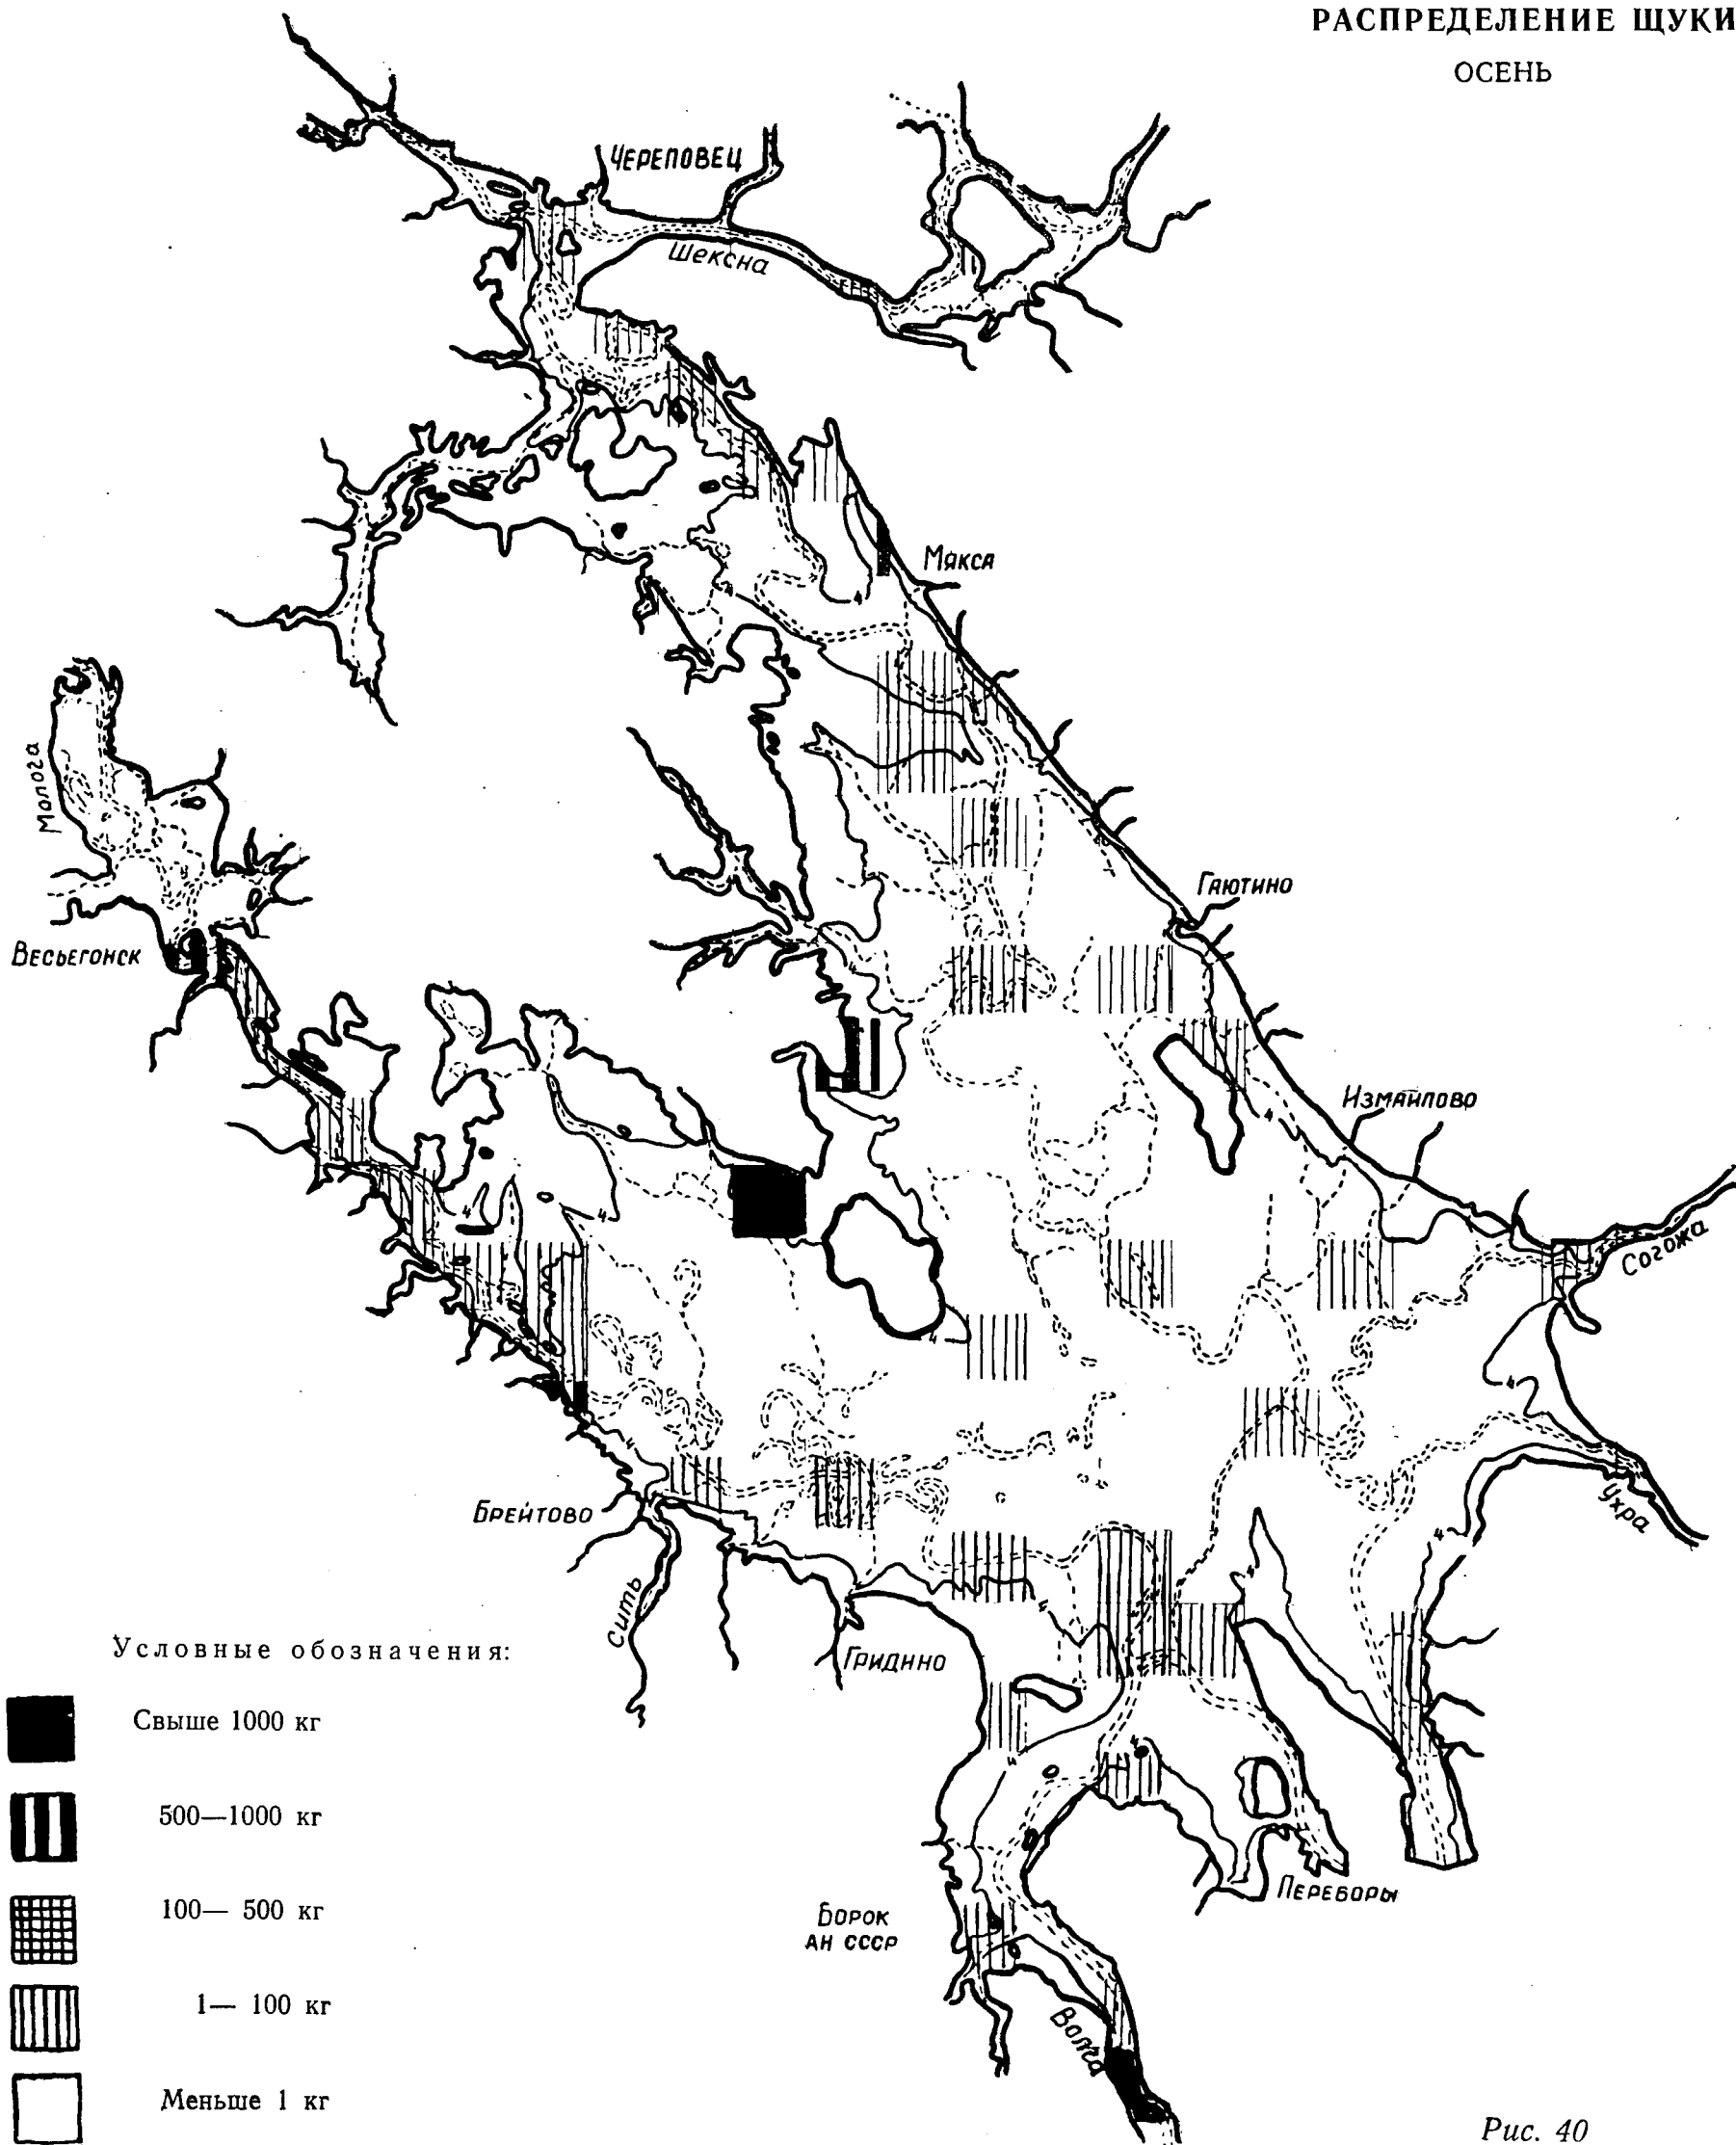 РАСПРЕДЕЛЕНИЕ ЩУКИ
ОСЕНЬ
ЧЕРЕПОВЕЦ
Шексна
Мякса
Молога
Гаютино
Весьегонск
Измайлово
Согожа
Брейтово
Ухра
Сить
Гридино
Переборы
Борок
АН СССР
Волга
Условные обозначения:
Свыше 1000 кг
500—1000 кг
100— 500 кг
1— 100 кг
Меньше 1 кг
Рис. 40